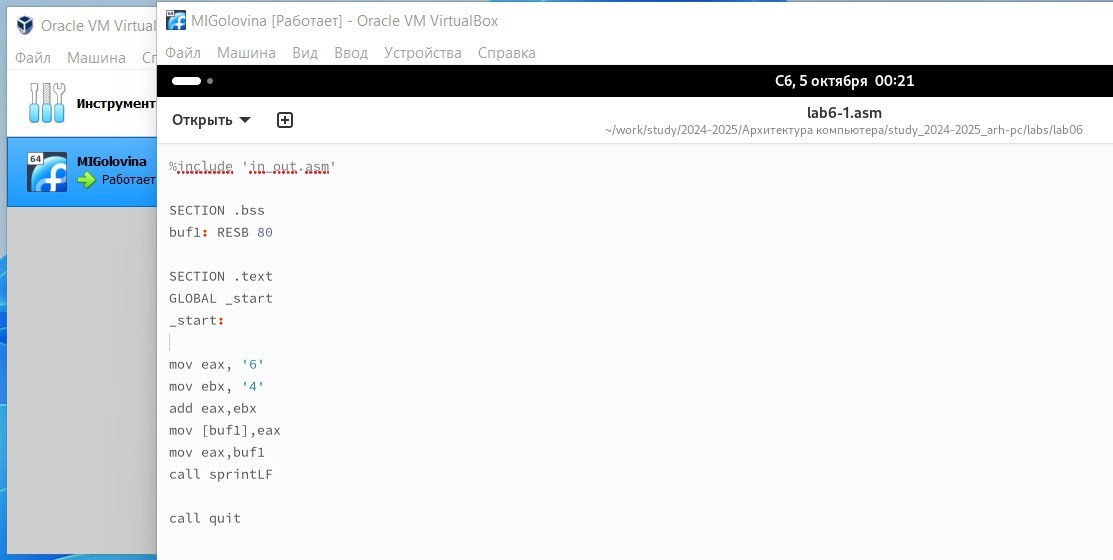 Oracle VM Virtual
Файл Машина
Инструмент
64
MIGolovina
Работает
MIGolovina [Работает] - Oracle VM VirtualBox
Файл Машина Вид Ввод Устройства Справка
Сб, 5 октября 00:21
Открыть
lab6-1.asm
~/work/study/2024-2025/Архитектура компьютера/study_2024-2025_arh-pc/labs/lab06
%include 'in_out.asm'
SECTION .bss
buf1: RESB 80
SECTION .text
GLOBAL _start
_start:
mov eax, '6'
mov ebx, '4'
add eax,ebx
mov [buf1],eax
mov eax,buf1
call sprintLF
call quit